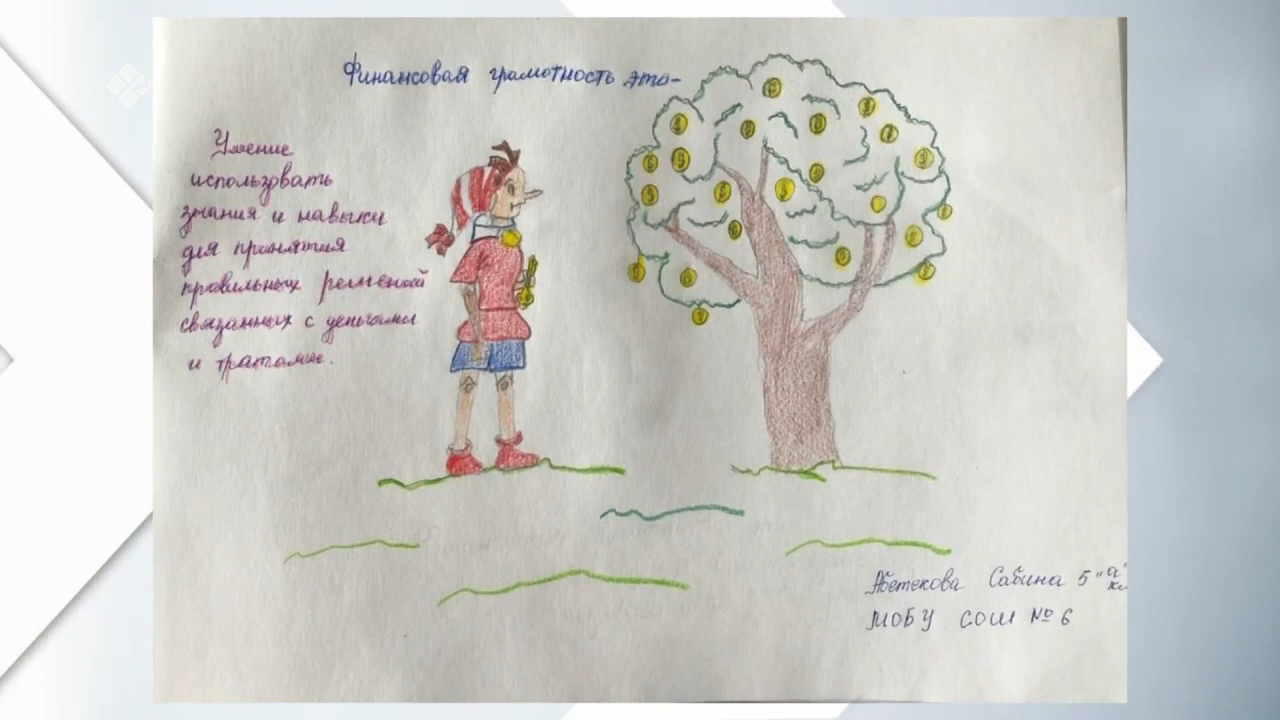 Финансовая грамотность это-
Умение
использовать
знания и навыки
для принятия
правильных решений
связанных с деньгами
и тратами.
Абетекова Сабина 5 "а"
кл
МОБУ СОШ № 6